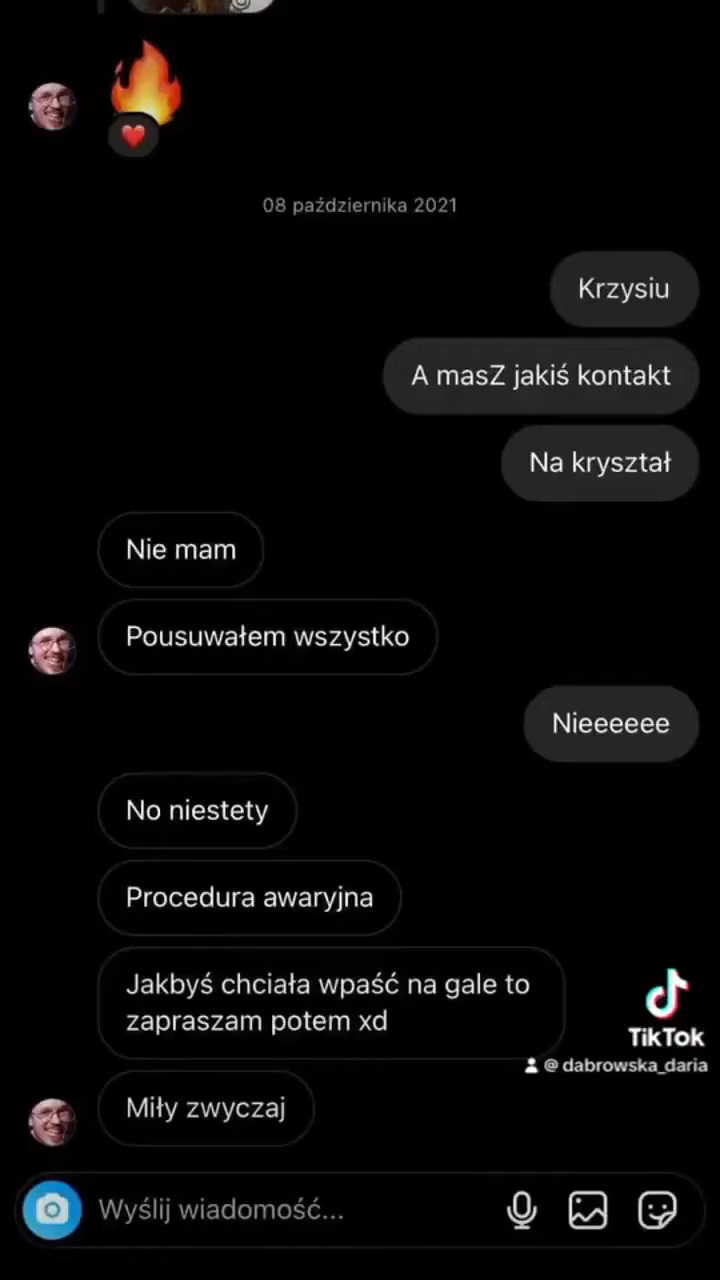 08 października 2021
Krzysiu
A masZ jakiś kontakt
Na kryształ
Nie mam
Pousuwałem wszystko
Nieeeeee
No niestety
Procedura awaryjna
Jakbyś chciała wpaść na gale to
zapraszam potem xd
TikTok
@ dabrowska_daria
Miły zwyczaj
Wyślij wiadomość...